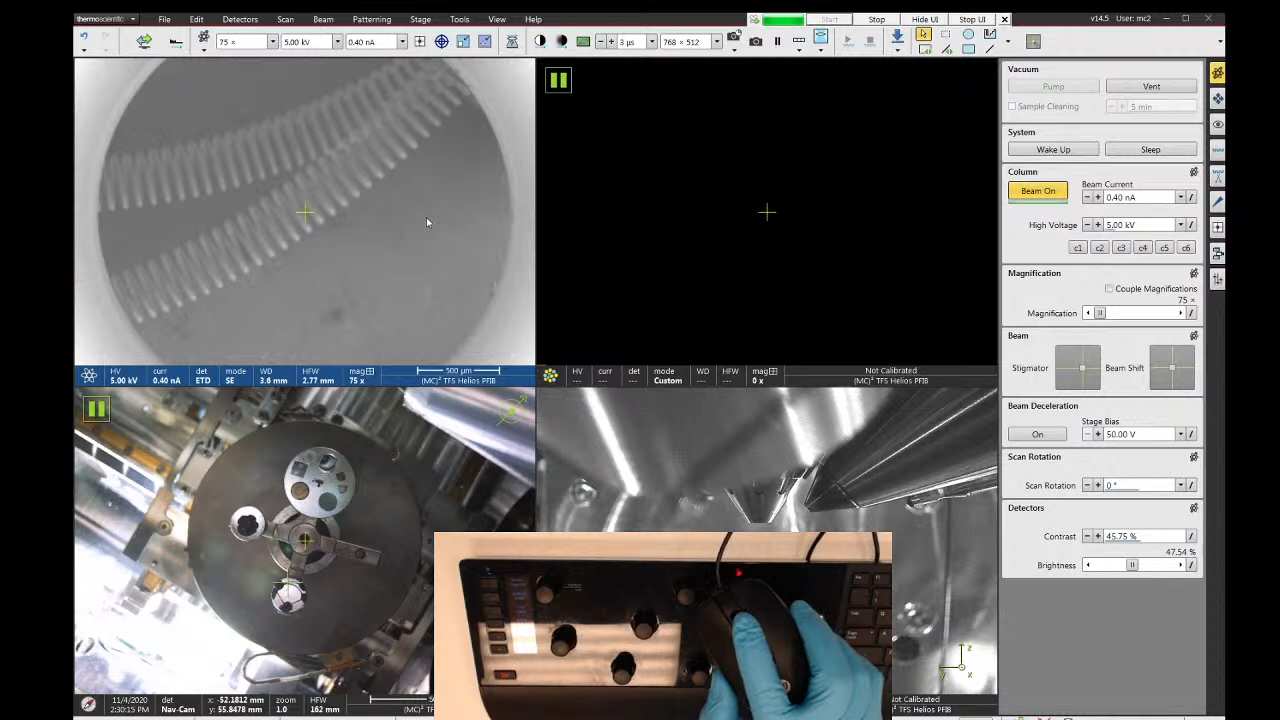 thermoscientific File Edit Detectors Scan Beam Patterning Stage Tools View Window Help Start Stop Hide UI Stop UI v14.5 User: mc2
75 × 5.00 kV 0.40 nA 3 µs 768 × 512
Vacuum
Pump Vent
Sample Cleaning 5 min
System
Wake Up Sleep
Column
Beam On
Beam Current
0.40 nA
High Voltage 5.00 kV
c1 c2 c3 c4 c5 c6
Magnification
Couple Magnifications
75 ×
Magnification
Beam
Stigmator Beam Shift
Beam Deceleration
Stage Bias
On 50.00 V
Scan Rotation
Scan Rotation 0 °
Detectors
Contrast 45.75 %
47.54 %
Brightness
HV curr det mode WD HFW mag 500 µm
5.00 kV 0.40 nA ETD SE 3.6 mm 2.77 mm 75 x (MC)² TFS Helios PFIB
HV curr det mode WD HFW mag Not Calibrated
--- --- --- Custom --- --- 0 x (MC)² TFS Helios PFIB
z
y x
11/4/2020 det x: -52.1812 mm zoom HFW
2:30:15 PM Nav-Cam y: 55.8478 mm 1.0 162 mm
Not Calibrated
(MC)² TFS Helios PFIB